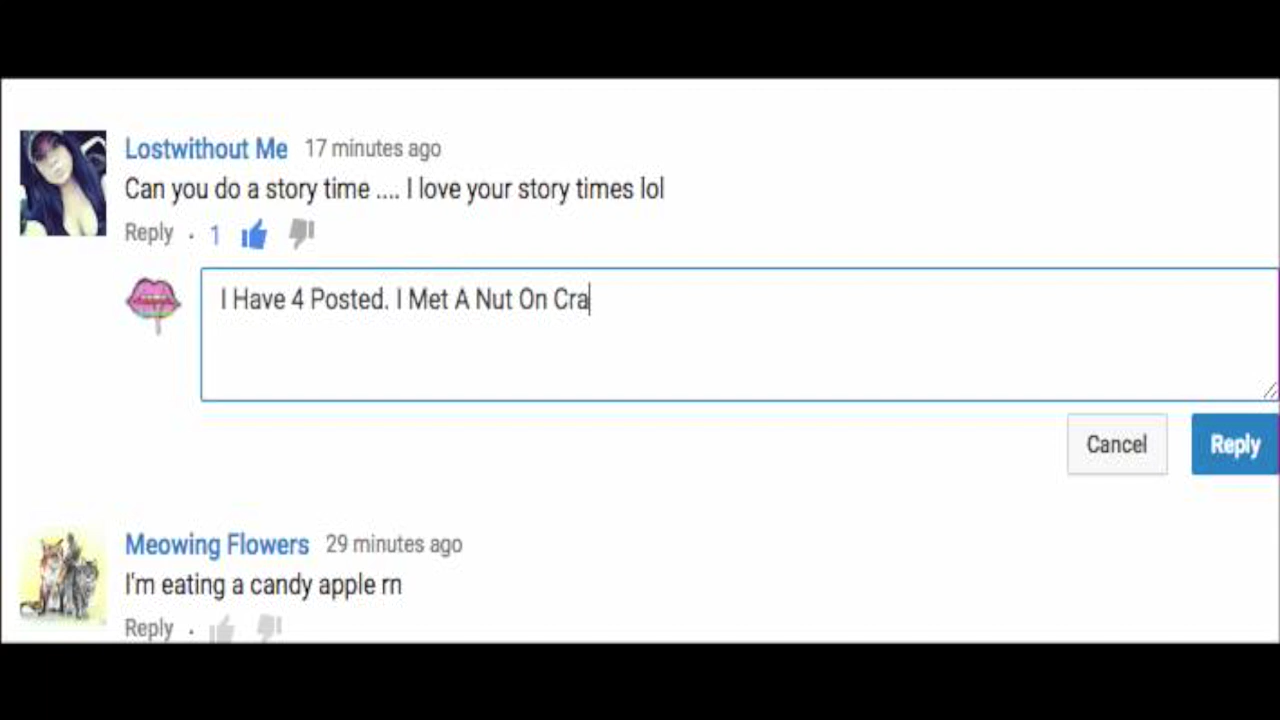 Lostwithout Me 17 minutes ago
Can you do a story time .... I love your story times lol
Reply . 1
I Have 4 Posted. I Met A Nut On Cra
Cancel Reply
Meowing Flowers 29 minutes ago
I'm eating a candy apple rn
Reply .